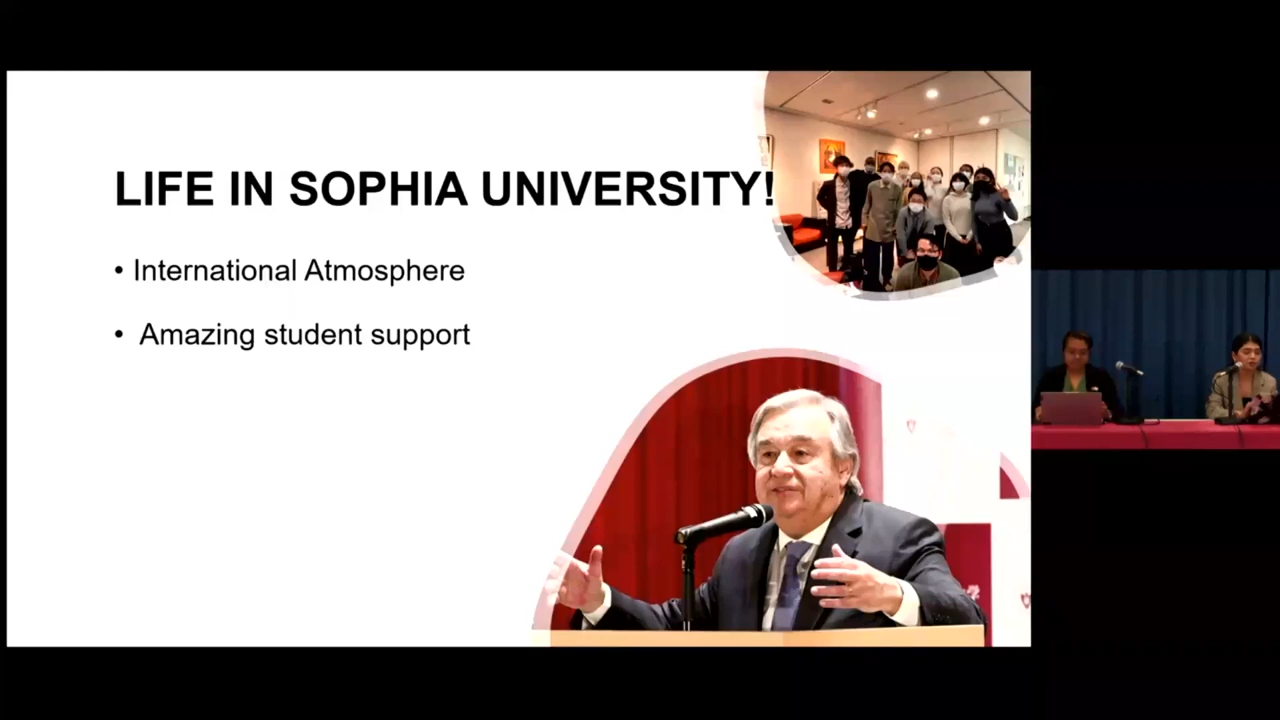 LIFE IN SOPHIA UNIVERSITY!
• International Atmosphere
• Amazing student support